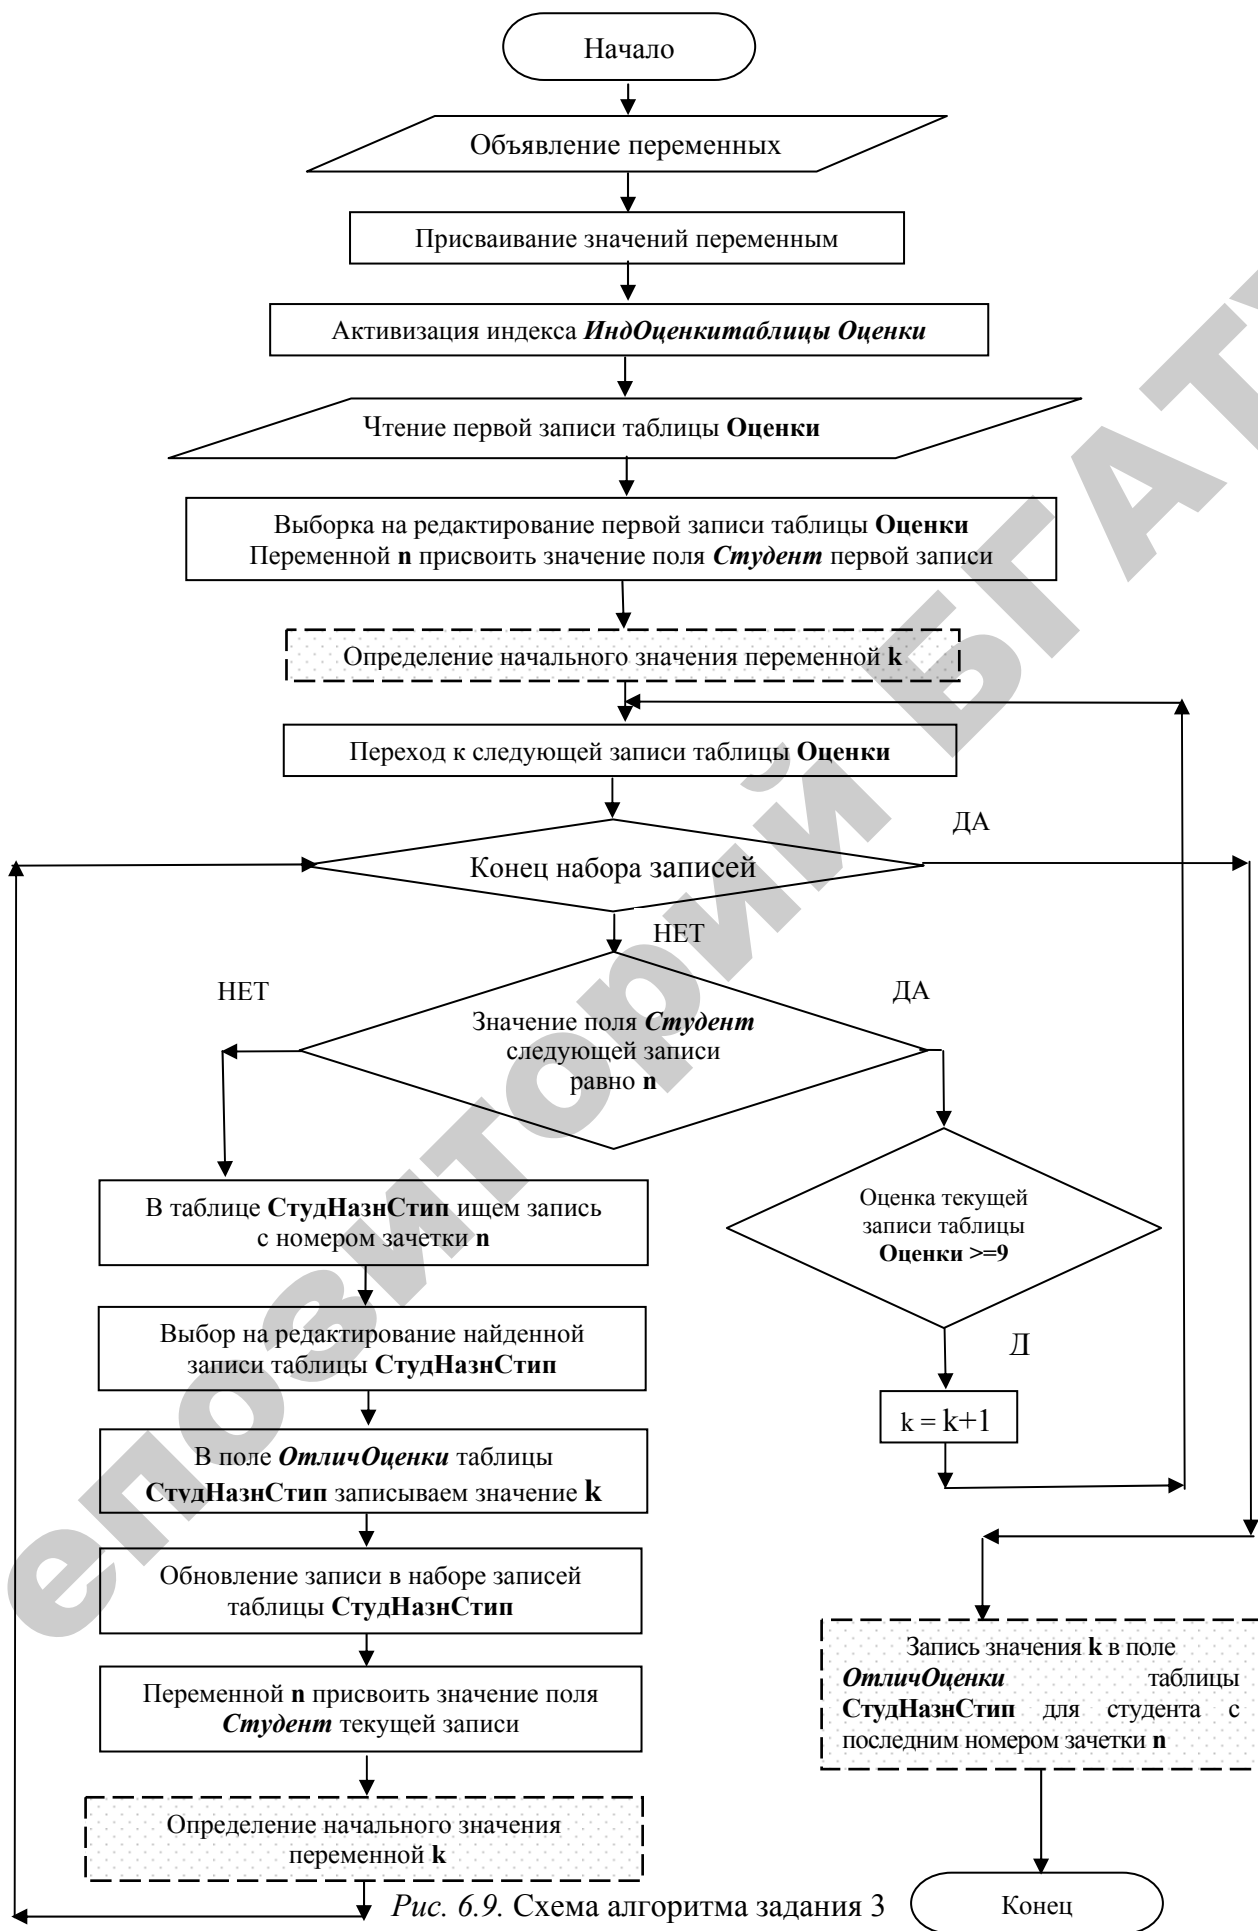 Начало
Объявление переменных
Присваивание значений переменным
Активизация индекса ИндОценкитаблицы Оценки
Чтение первой записи таблицы Оценки
Выборка на редактирование первой записи таблицы Оценки
Переменной n присвоить значение поля Студент первой записи
Определение начального значения переменной k
Переход к следующей записи таблицы Оценки
ДА
Конец набора записей
НЕТ
НЕТ
ДА
Значение поля Студент
следующей записи
равно n
В таблице СтудНазнСтип ищем запись
с номером зачетки n
Оценка текущей
записи таблицы
Оценки >=9
Выбор на редактирование найденной
записи таблицы СтудНазнСтип
Д
k = k+1
В поле ОтличОценки таблицы
СтудНазнСтип записываем значение k
Обновление записи в наборе записей
таблицы СтудНазнСтип
Запись значения k в поле
ОтличОценки таблицы
СтудНазнСтип для студента с
последним номером зачетки n
Переменной n присвоить значение поля
Студент текущей записи
Определение начального значения
переменной k
Рис. 6.9. Схема алгоритма задания 3
Конец
епозиторий БГАТУ